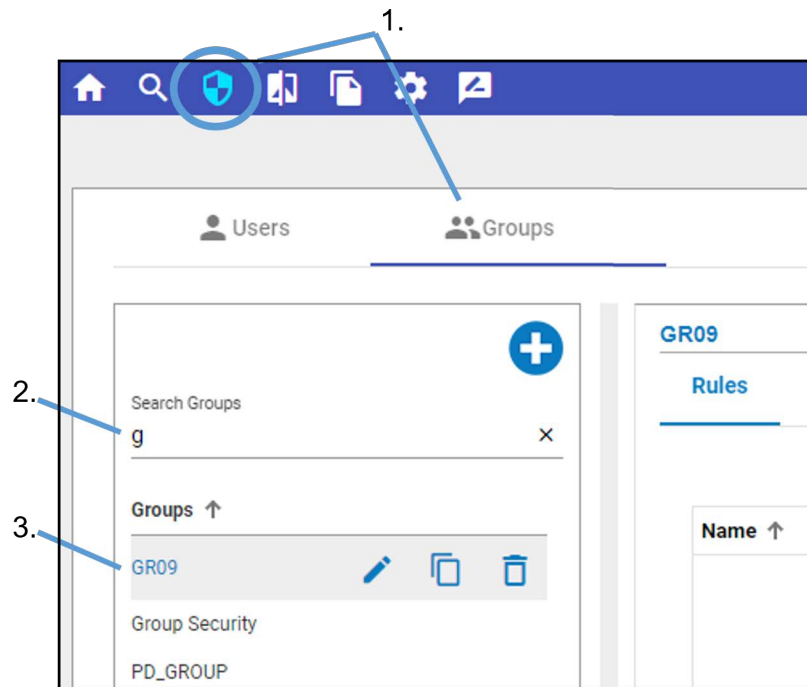 1.
Users
Groups
2.
Search Groups
g
3.
Groups
GR09
Group Security
PD_GROUP
GR09
Rules
Name